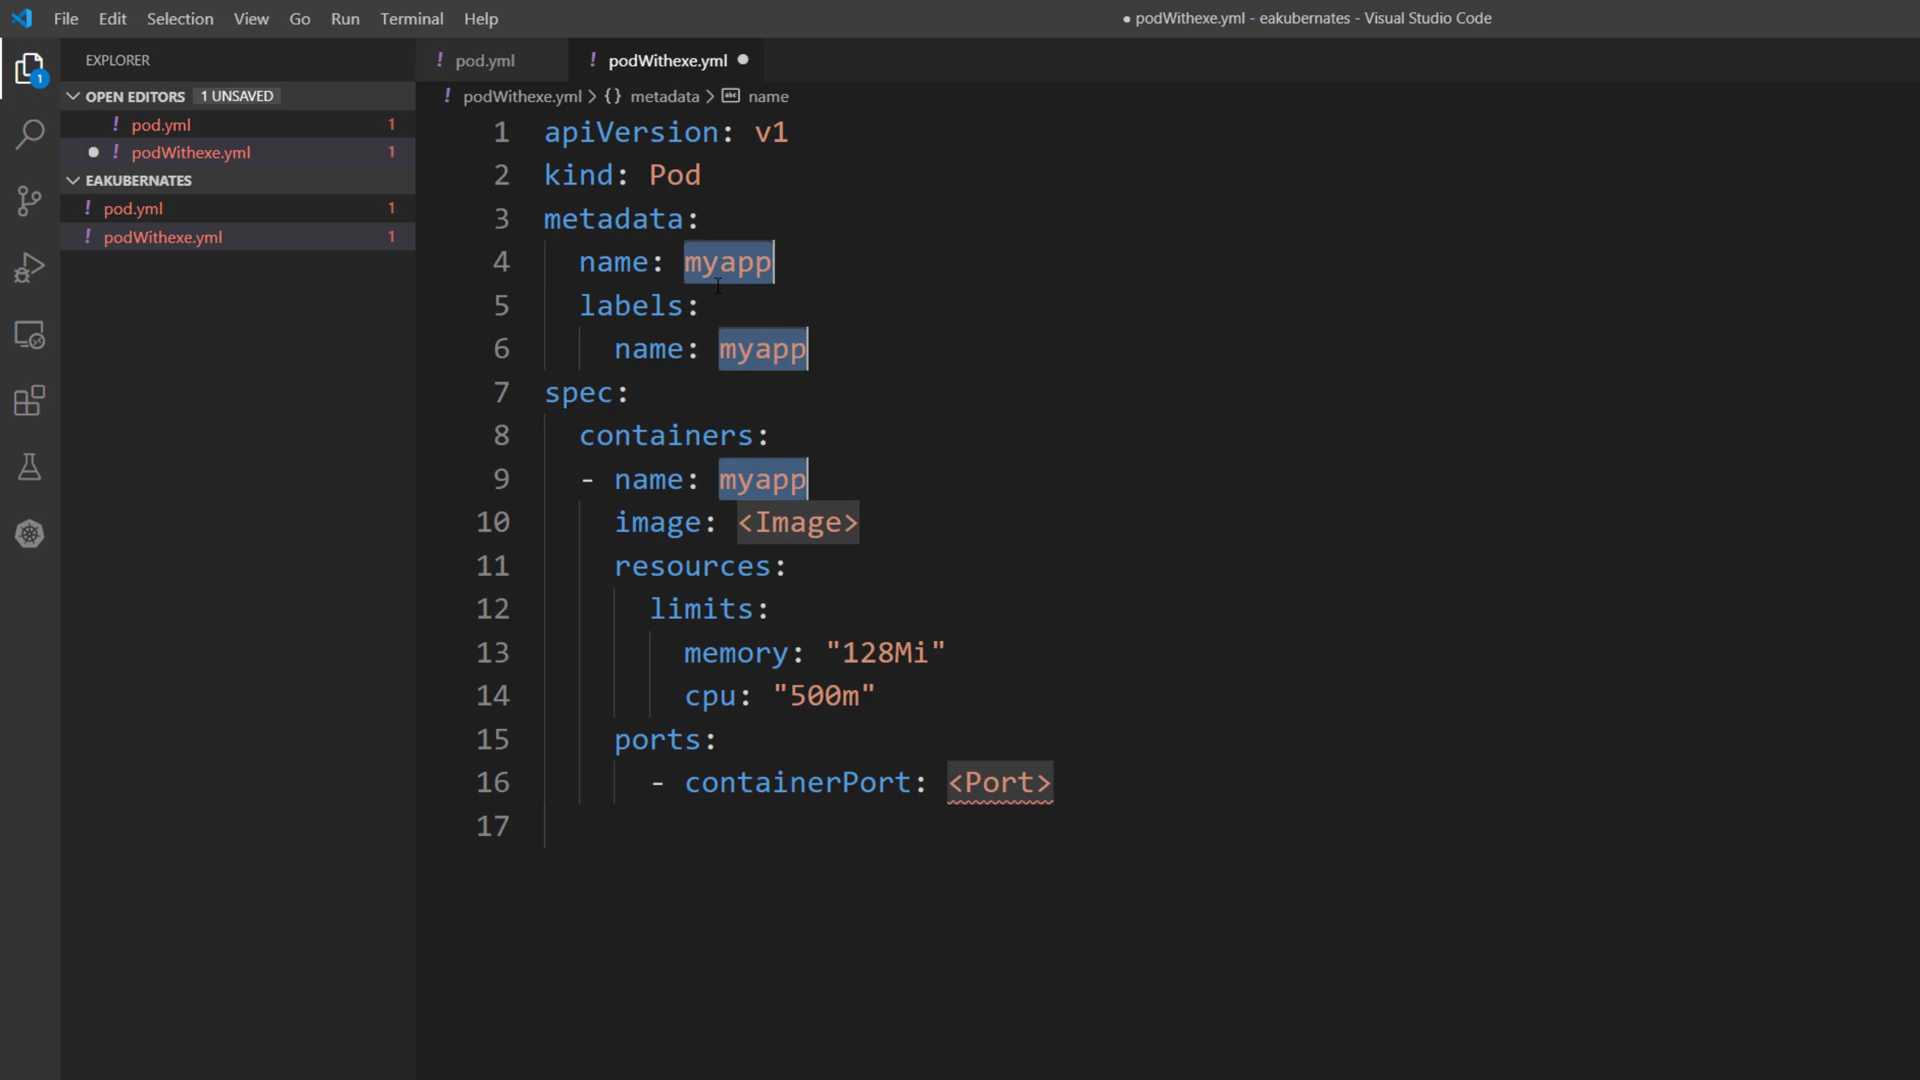 File Edit Selection View Go Run Terminal Help
● podWithexe.yml - eakubernates - Visual Studio Code
EXPLORER
OPEN EDITORS 1 UNSAVED
! pod.yml 1
● ! podWithexe.yml 1
EAKUBERNATES
! pod.yml 1
! podWithexe.yml 1
1
! pod.yml ! podWithexe.yml ●
! podWithexe.yml > {} metadata > abc name
1 apiVersion: v1
2 kind: Pod
3 metadata:
4 name: myapp
5 labels:
6 name: myapp
7 spec:
8 containers:
9 - name: myapp
10 image: <Image>
11 resources:
12 limits:
13 memory: "128Mi"
14 cpu: "500m"
15 ports:
16 - containerPort: <Port>
17